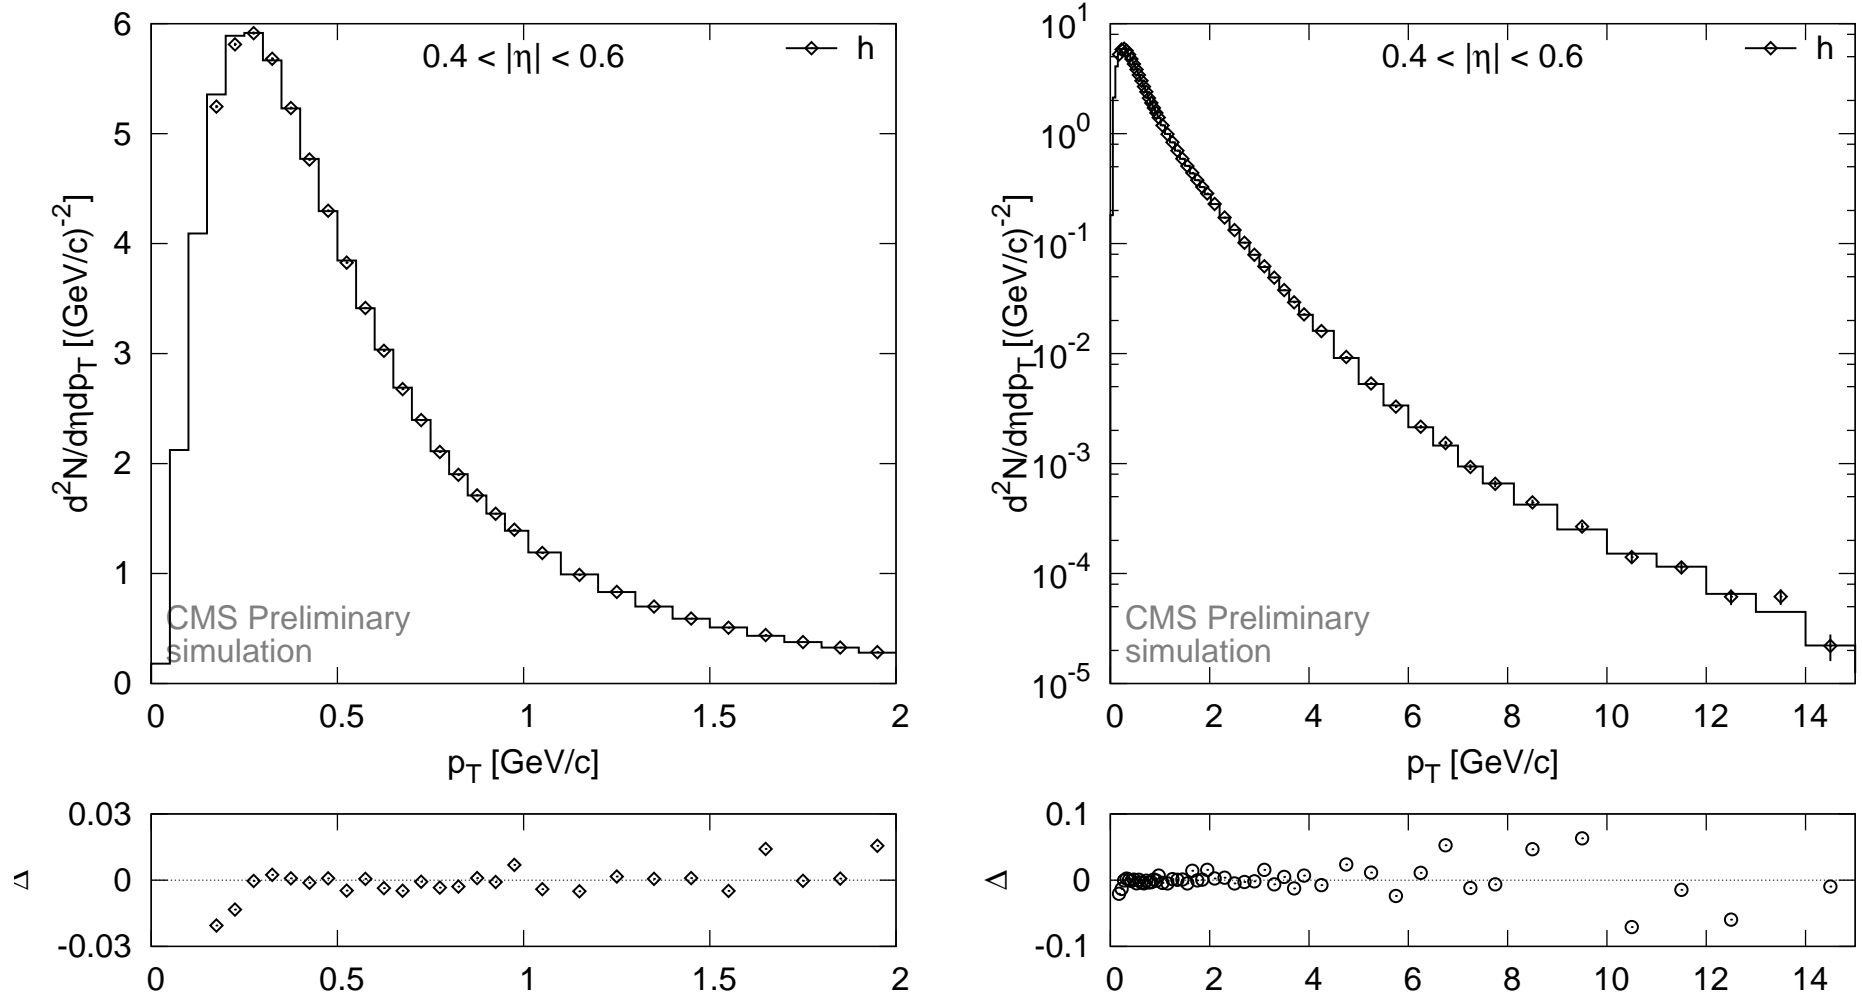 6
5
4
3
2
1
0
d²N/dηdp_T [(GeV/c)⁻²]
0.4 < |η| < 0.6
h
CMS Preliminary
simulation
0 0.5 1 1.5 2
p_T [GeV/c]
0.03
0
-0.03
Δ
0 0.5 1 1.5 2
10¹
10⁰
10⁻¹
10⁻²
10⁻³
10⁻⁴
10⁻⁵
d²N/dηdp_T [(GeV/c)⁻²]
0.4 < |η| < 0.6
h
CMS Preliminary
simulation
0 2 4 6 8 10 12 14
p_T [GeV/c]
0.1
0
-0.1
Δ
0 2 4 6 8 10 12 14